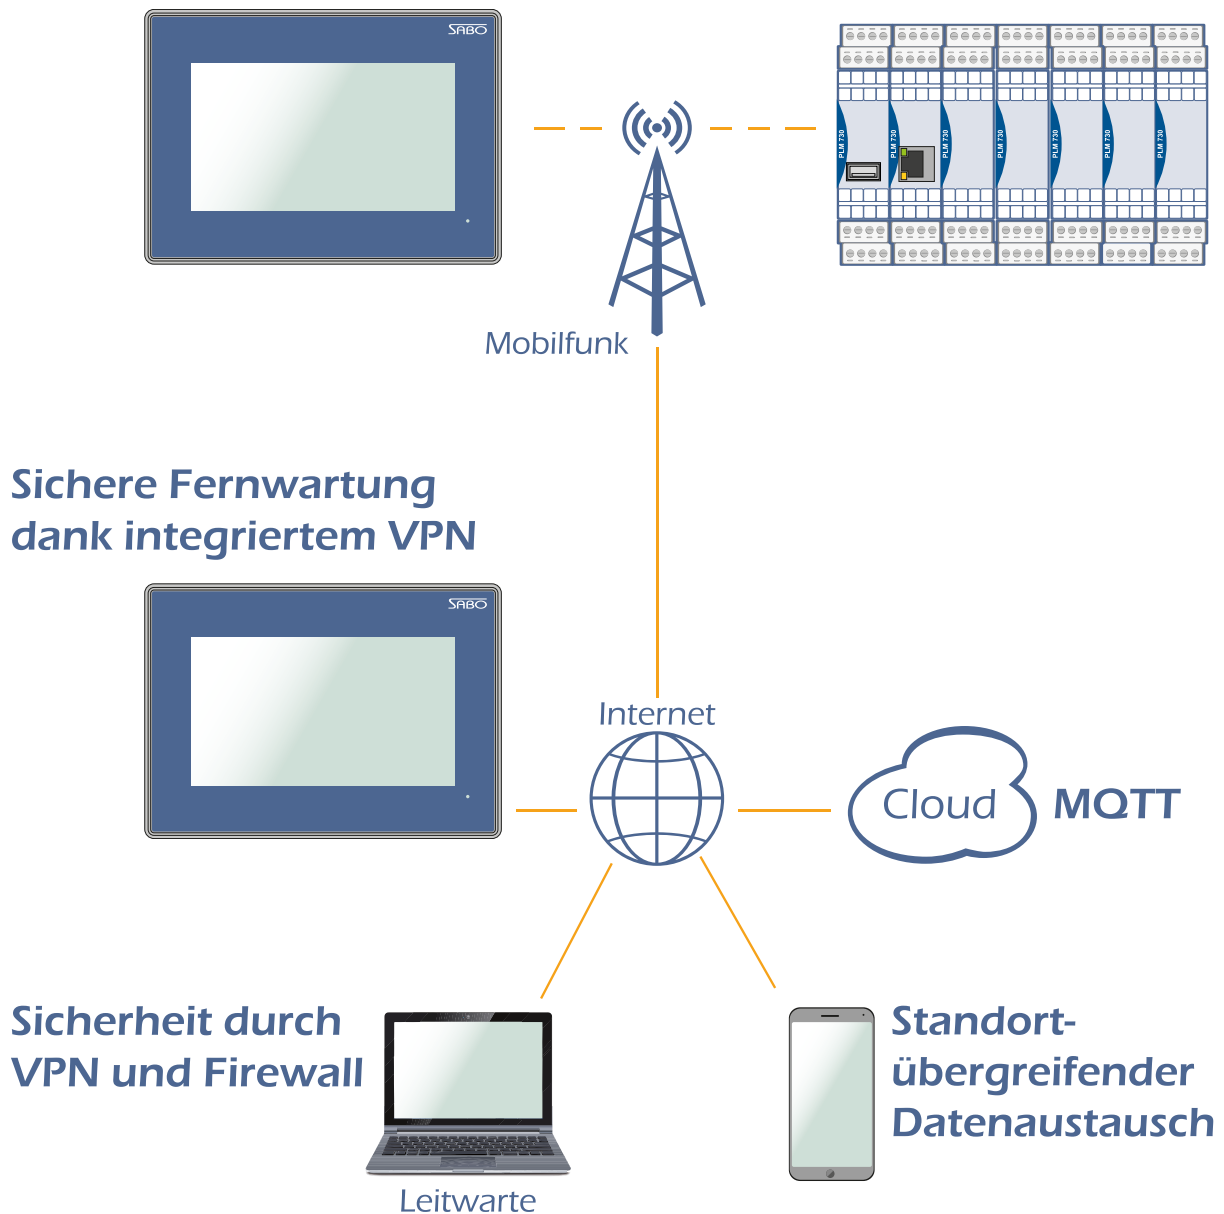 SABO
PLM 730
PLM 730
PLM 730
PLM 730
PLM 730
PLM 730
PLM 730
Mobilfunk
Sichere Fernwartung
dank integriertem VPN
SABO
Internet
Cloud
MQTT
Sicherheit durch
VPN und Firewall
Leitwarte
Standort-
übergreifender
Datenaustausch